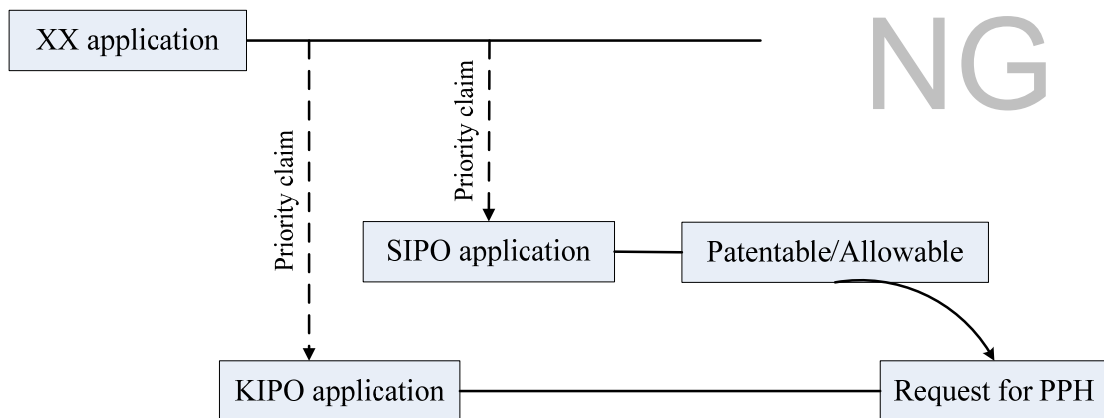 XX application
NG
Priority claim
Priority claim
SIPO application
Patentable/Allowable
KIPO application
Request for PPH